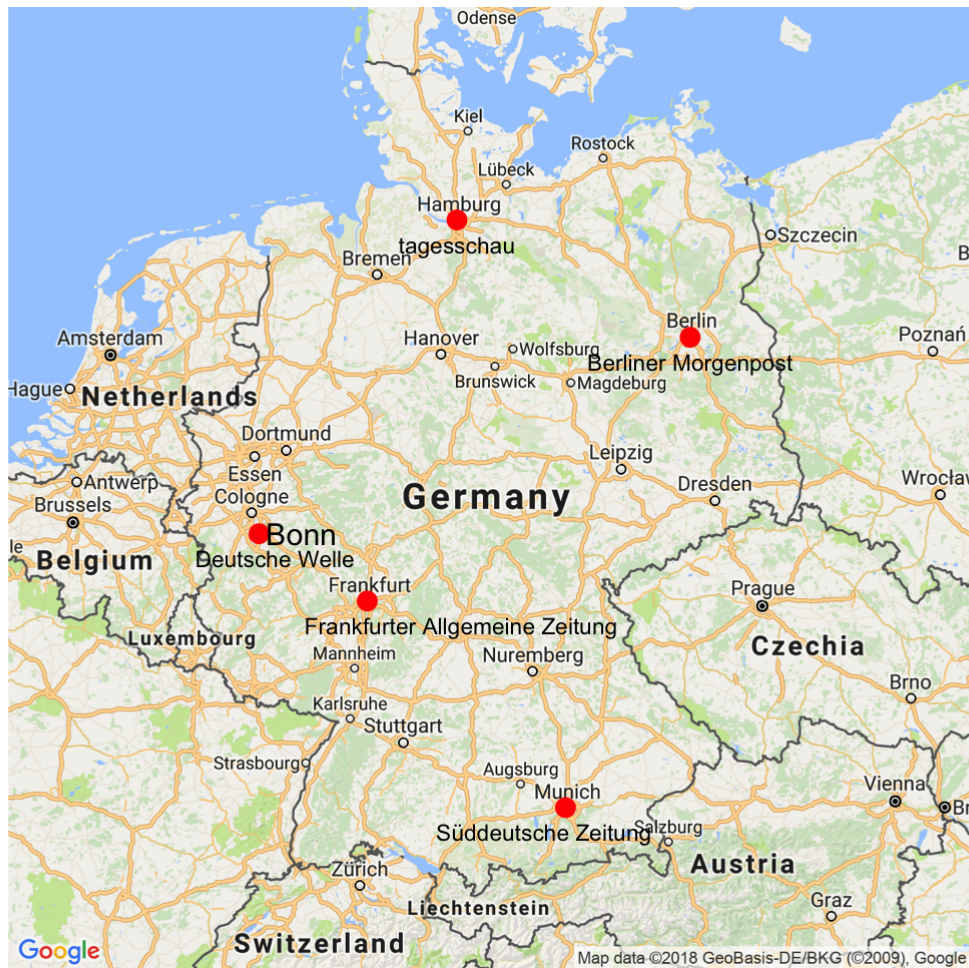 Odense
Kiel
Rostock
Lübeck
Hamburg
Szczecin
tagesschau
Bremen
B
Berlin
Amsterdam
Hanover
Wolfsburg
Poznań
Berliner Morgenpost
Brunswick
Magdeburg
Hague
Netherlands
Dortmund
Leipzig
Essen
Antwerp
Cologne
Dresden
Wrocław
Germany
Brussels
Bonn
le
Belgium
Deutsche Welle
Frankfurt
Prague
Frankfurter Allgemeine Zeitung
Luxembourg
Czechia
Mannheim
Nuremberg
Brno
Karlsruhe
Stuttgart
Strasbourg
Augsburg
Vienna
Munich
Br
Süddeutsche Zeitung
Salzburg
Zürich
Austria
Liechtenstein
Graz
Switzerland
Google
Map data ©2018 GeoBasis-DE/BKG (©2009), Google